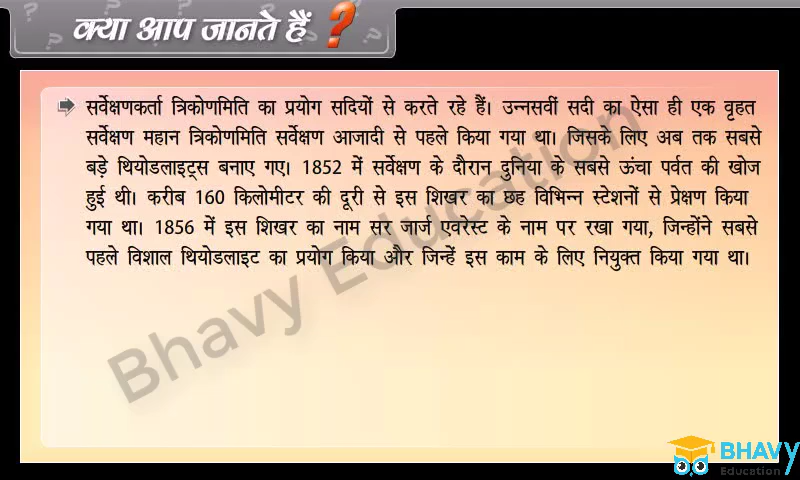 क्या आप जानते हैं ?
सर्वेक्षणकर्ता त्रिकोणमिति का प्रयोग सदियों से करते रहे हैं। उन्नसवीं सदी का ऐसा ही एक वृहत
सर्वेक्षण महान त्रिकोणमिति सर्वेक्षण आजादी से पहले किया गया था। जिसके लिए अब तक सबसे
बड़े थियोडलाइट्स बनाए गए। 1852 में सर्वेक्षण के दौरान दुनिया के सबसे ऊंचा पर्वत की खोज
हुई थी। करीब 160 किलोमीटर की दूरी से इस शिखर का छह विभिन्न स्टेशनों से प्रेक्षण किया
गया था। 1856 में इस शिखर का नाम सर जार्ज एवरेस्ट के नाम पर रखा गया, जिन्होंने सबसे
पहले विशाल थियोडलाइट का प्रयोग किया और जिन्हें इस काम के लिए नियुक्त किया गया था।
Bhavy Education
BHAVY
Education